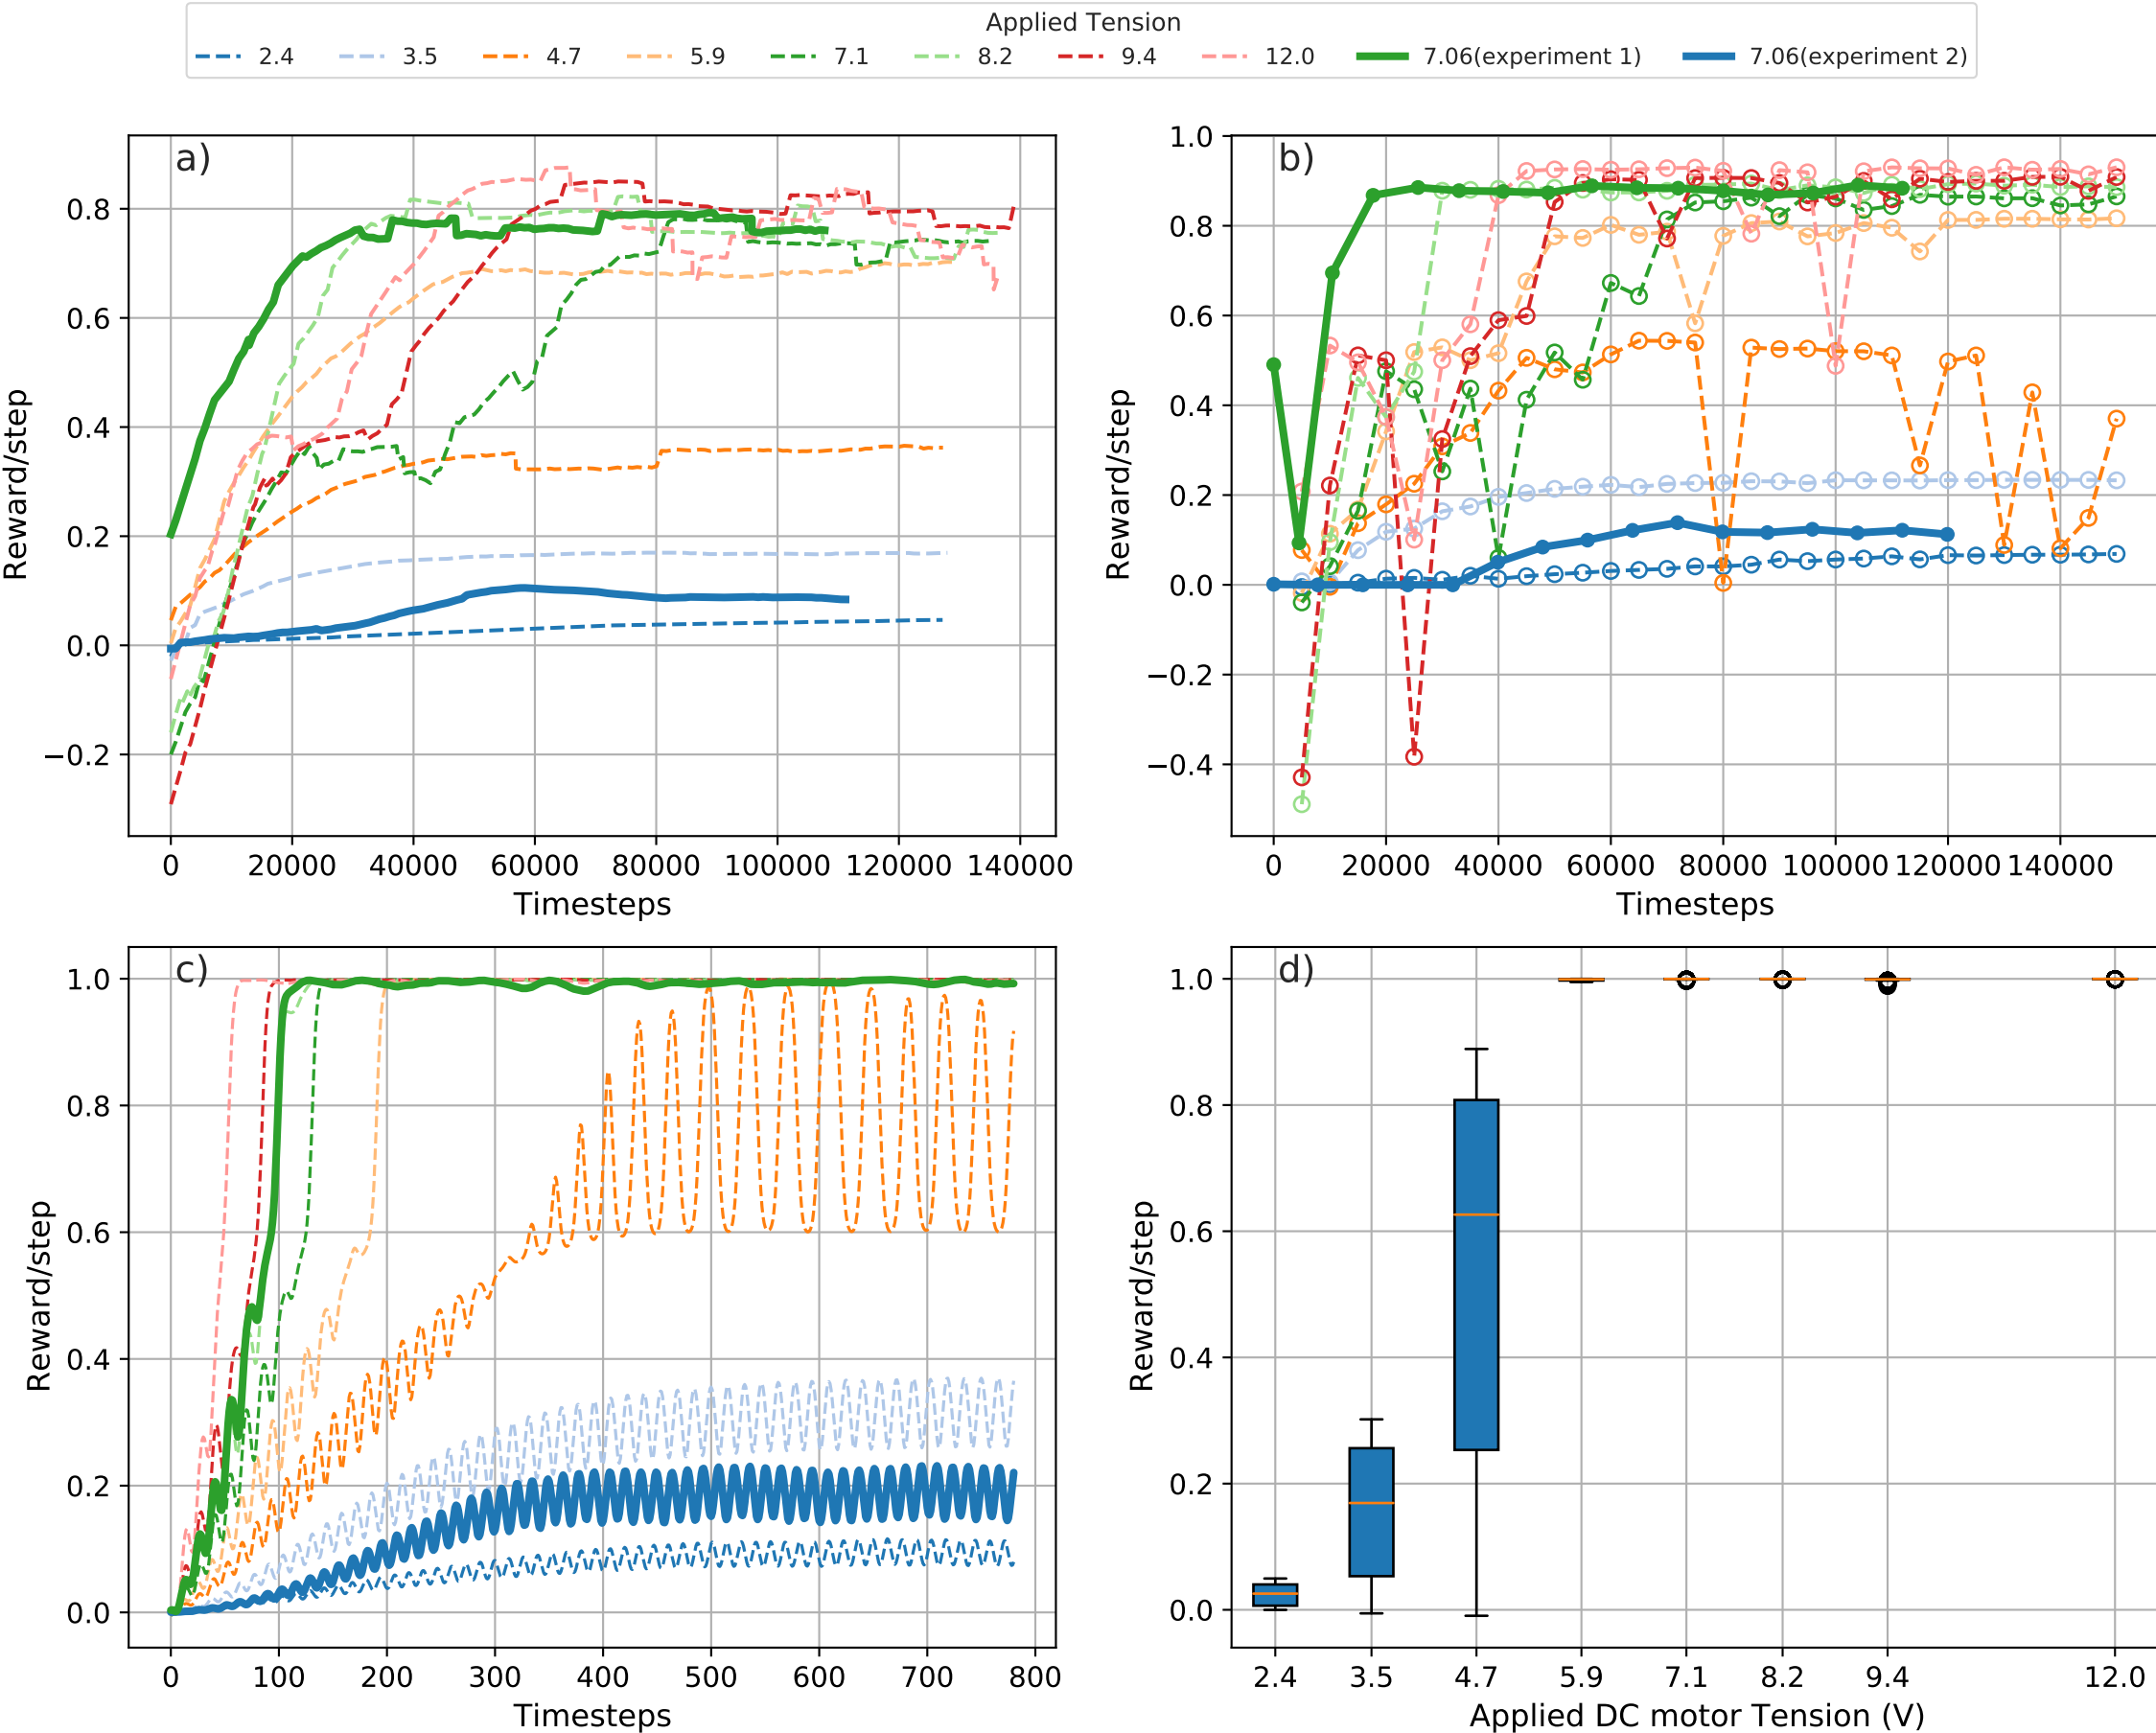 Applied Tension
2.4 3.5 4.7 5.9 7.1 8.2 9.4 12.0 7.06(experiment 1) 7.06(experiment 2)
a)
Reward/step
0.8
0.6
0.4
0.2
0.0
−0.2
0 20000 40000 60000 80000 100000 120000 140000
Timesteps
b)
Reward/step
1.0
0.8
0.6
0.4
0.2
0.0
−0.2
−0.4
0 20000 40000 60000 80000 100000 120000 140000
Timesteps
c)
Reward/step
1.0
0.8
0.6
0.4
0.2
0.0
0 100 200 300 400 500 600 700 800
Timesteps
d)
Reward/step
1.0
0.8
0.6
0.4
0.2
0.0
2.4 3.5 4.7 5.9 7.1 8.2 9.4 12.0
Applied DC motor Tension (V)